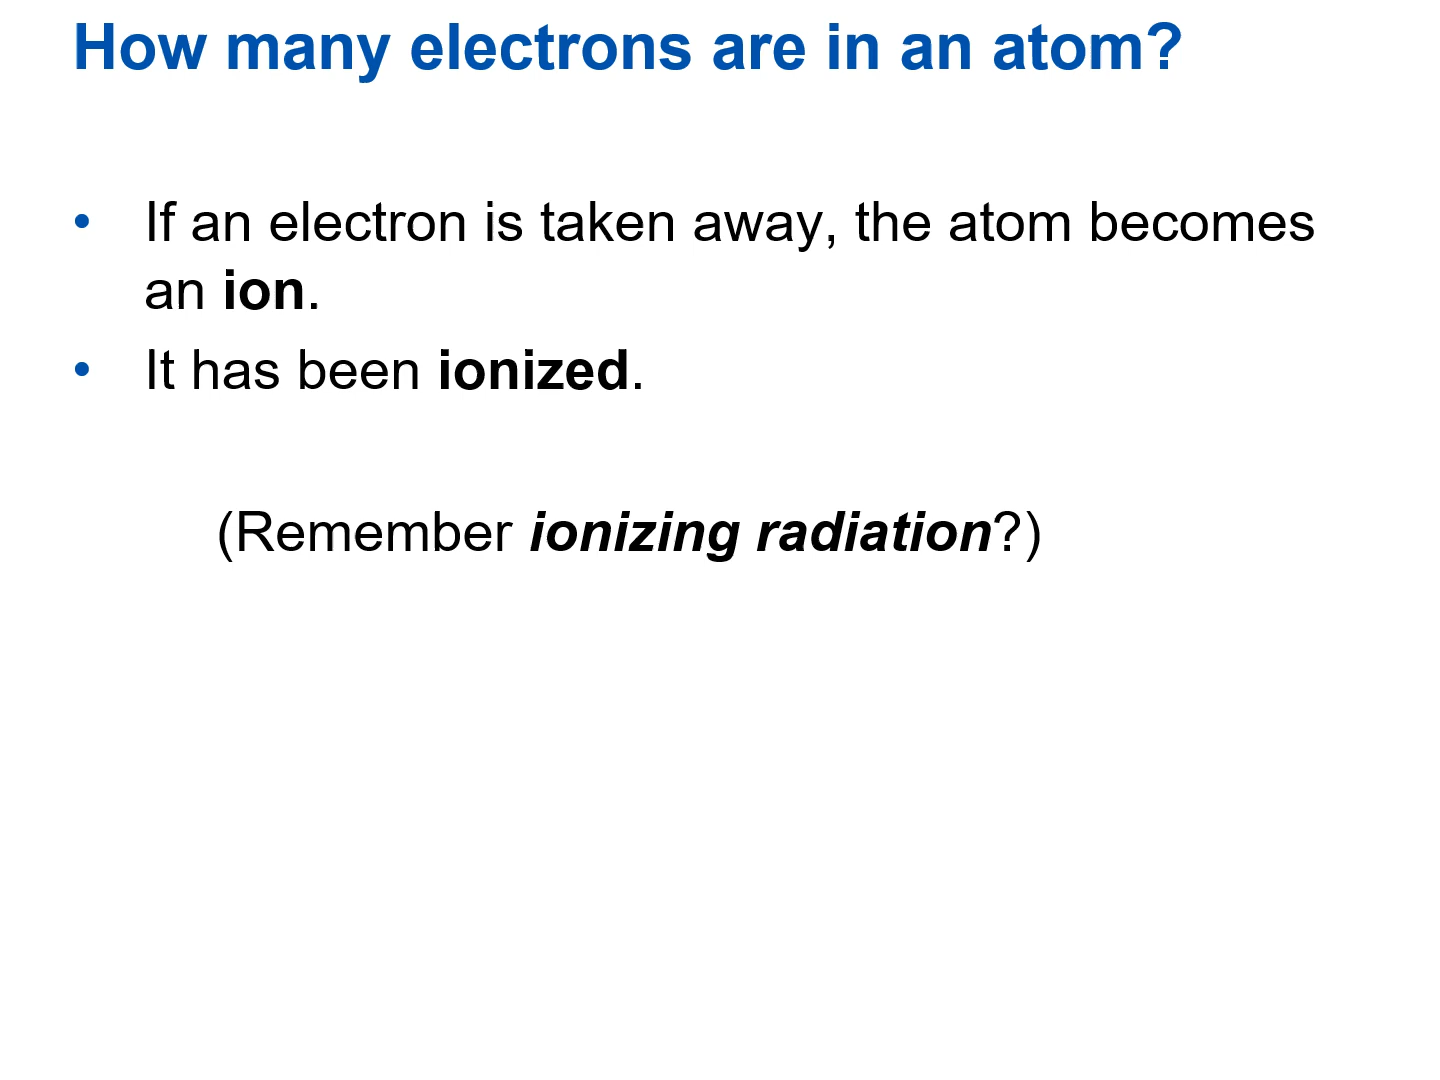 How many electrons are in an atom?
• If an electron is taken away, the atom becomes
an ion.
• It has been ionized.
(Remember ionizing radiation?)